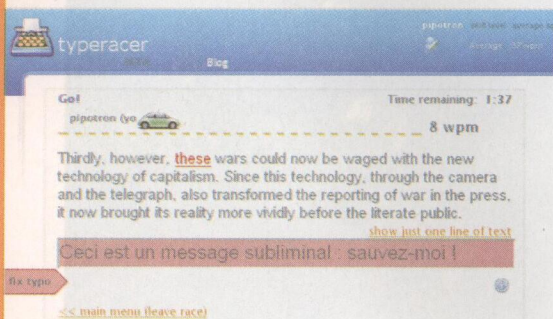 pipotron
typeracer
Blog
Go! Time remaining: 1:37
pipotron (yo
8 wpm
Thirdly, however, these wars could now be waged with the new
technology of capitalism. Since this technology, through the camera
and the telegraph, also transformed the reporting of war in the press,
it now brought its reality more vividly before the literate public.
show just one line of text
Ceci est un message subliminal : sauvez-moi !
fix typo
<< main menu (leave race)